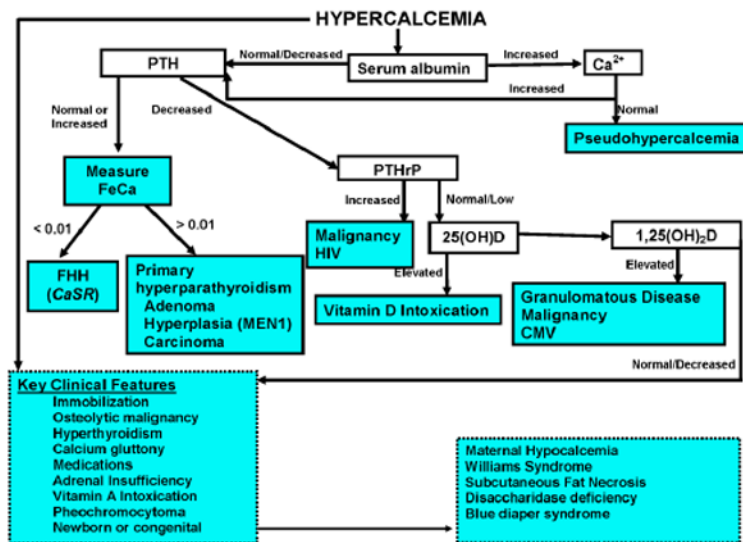 HYPERCALCEMIA
Normal/Decreased
Increased
PTH
Serum albumin
Ca2+
Increased
Normal or
Increased
Decreased
Normal
Pseudohypercalcemia
Measure
FeCa
PTHrP
Increased
Normal/Low
< 0.01
> 0.01
Malignancy
HIV
25(OH)D
1,25(OH)2D
FHH
(CaSR)
Primary
hyperparathyroidism
Adenoma
Hyperplasia (MEN1)
Carcinoma
Elevated
Elevated
Vitamin D Intoxication
Granulomatous Disease
Malignancy
CMV
Normal/Decreased
Key Clinical Features
Immobilization
Osteolytic malignancy
Hyperthyroidism
Calcium gluttony
Medications
Adrenal Insufficiency
Vitamin A Intoxication
Pheochromocytoma
Newborn or congenital
Maternal Hypocalcemia
Williams Syndrome
Subcutaneous Fat Necrosis
Disaccharidase deficiency
Blue diaper syndrome